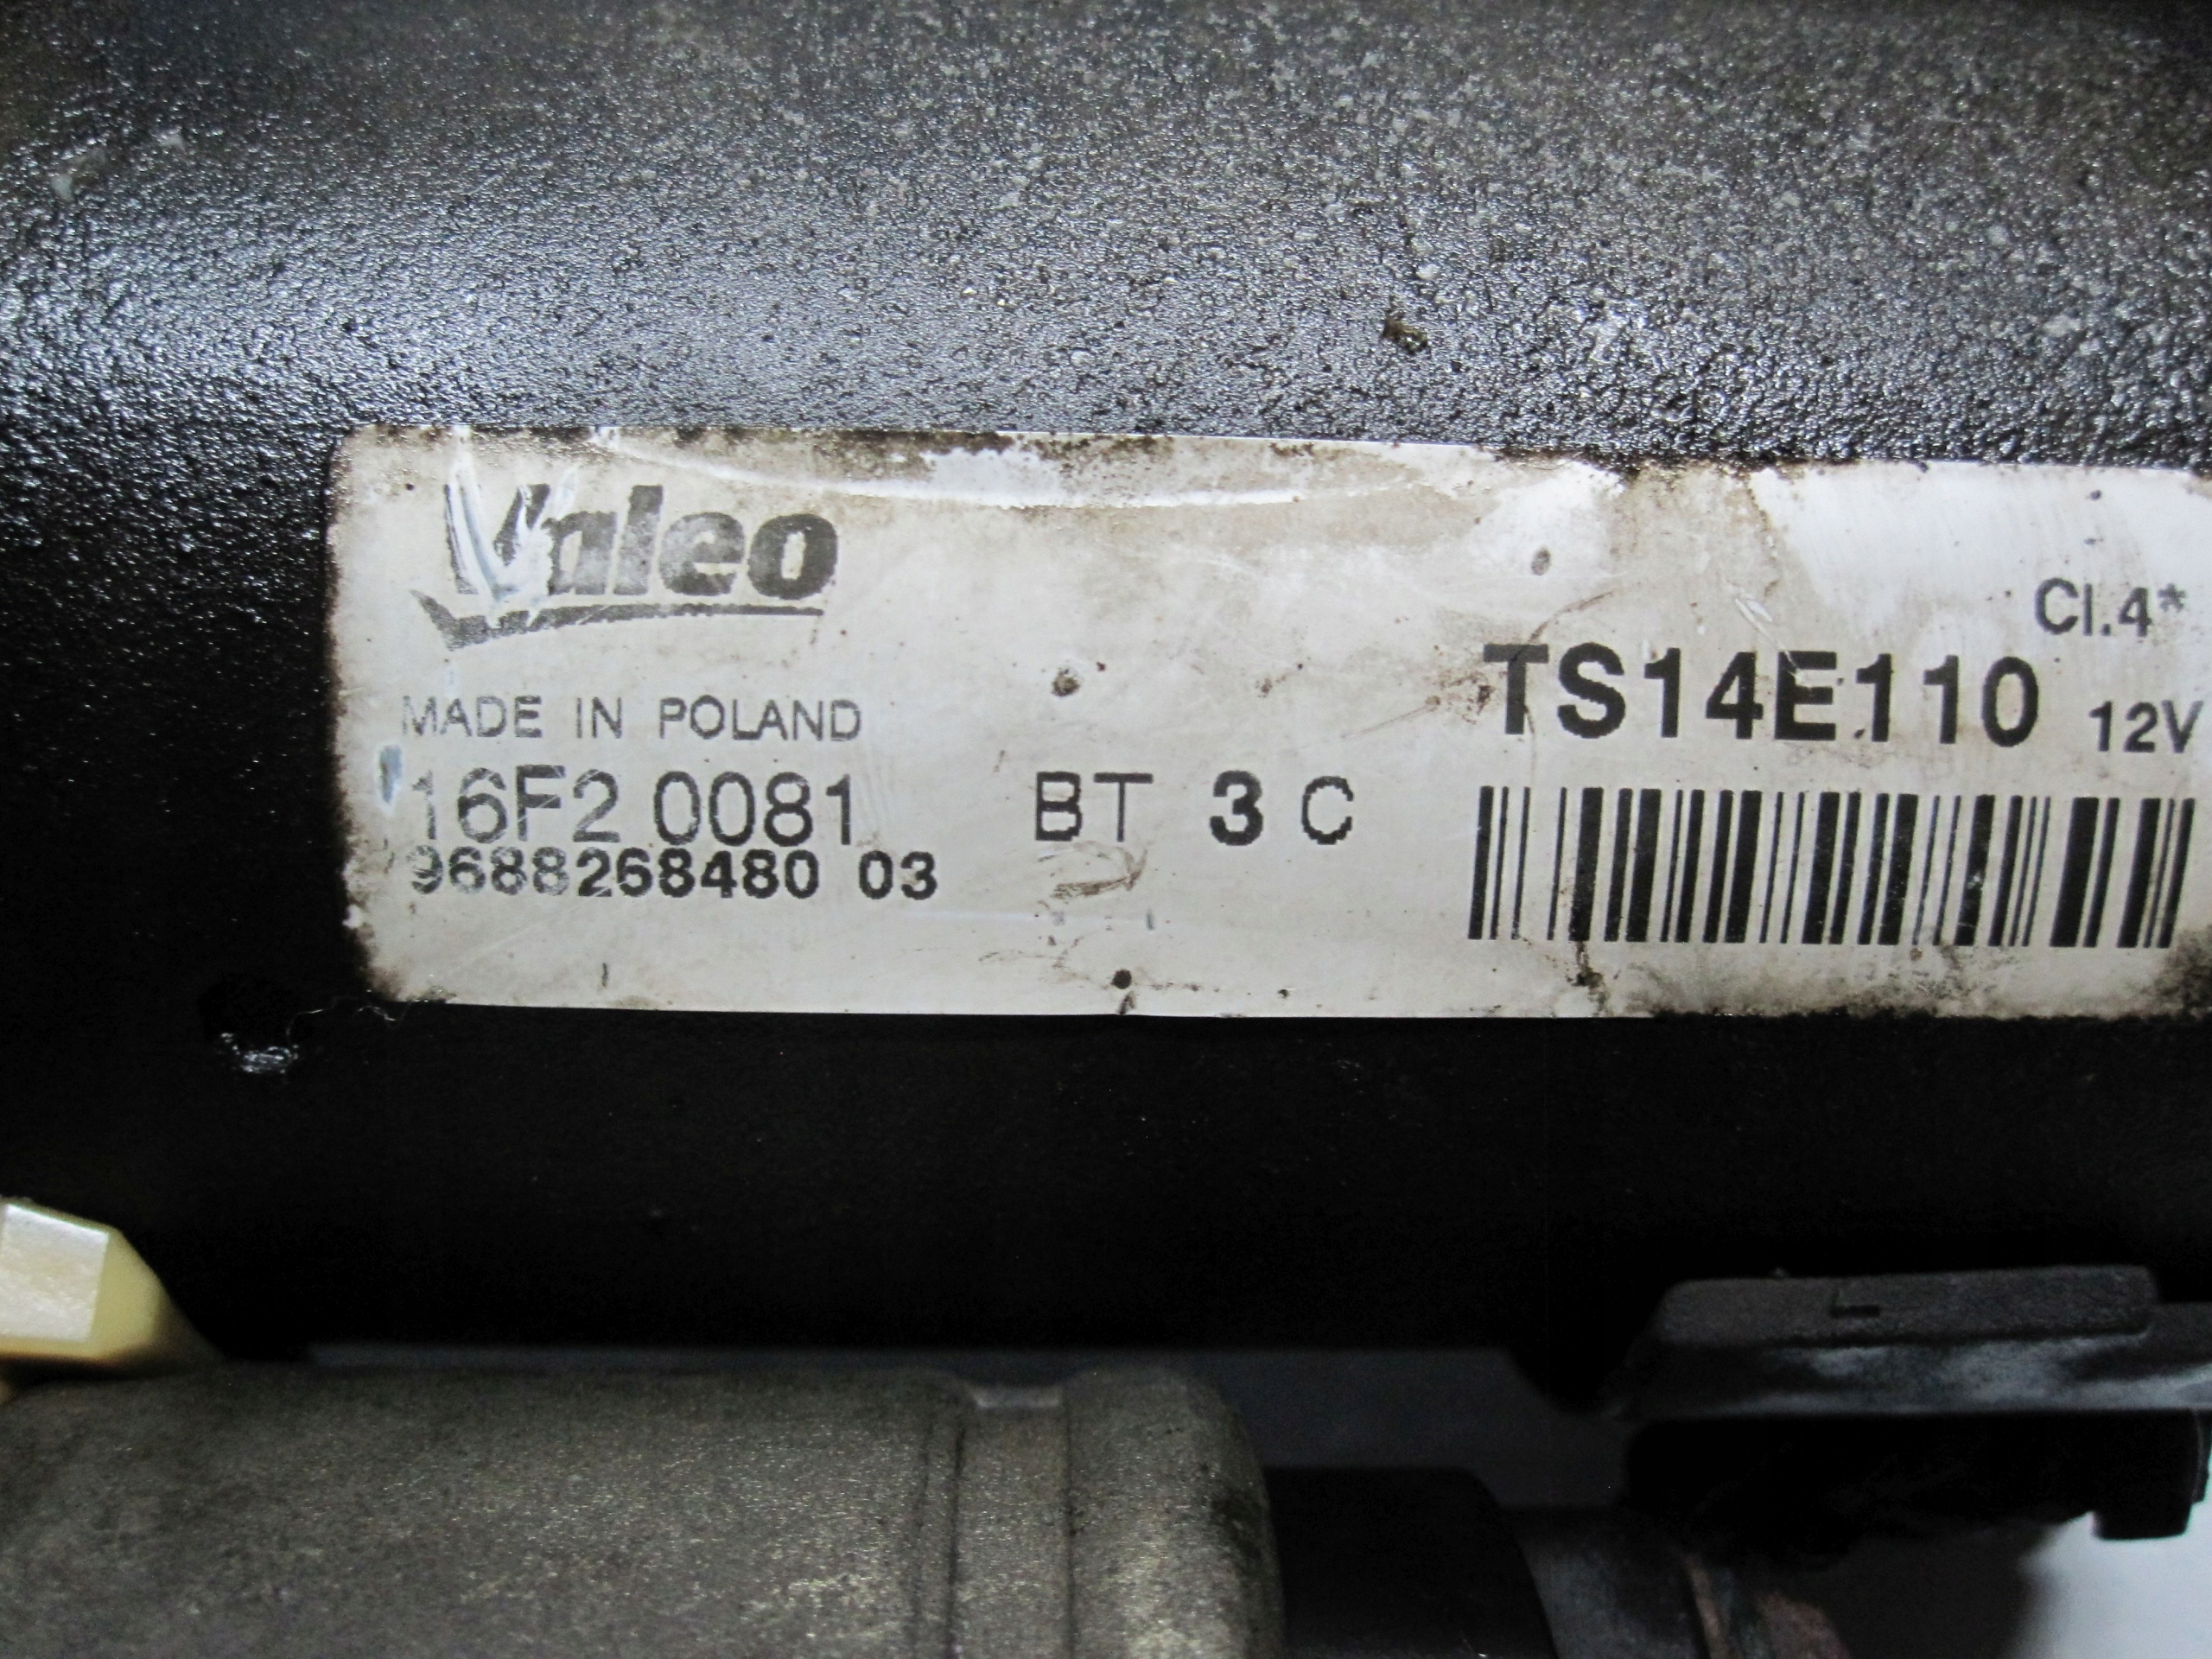 Valeo
Cl.4*
MADE IN POLAND
TS14E110 12V
16F2 0081 BT 3 C
9688268480 03